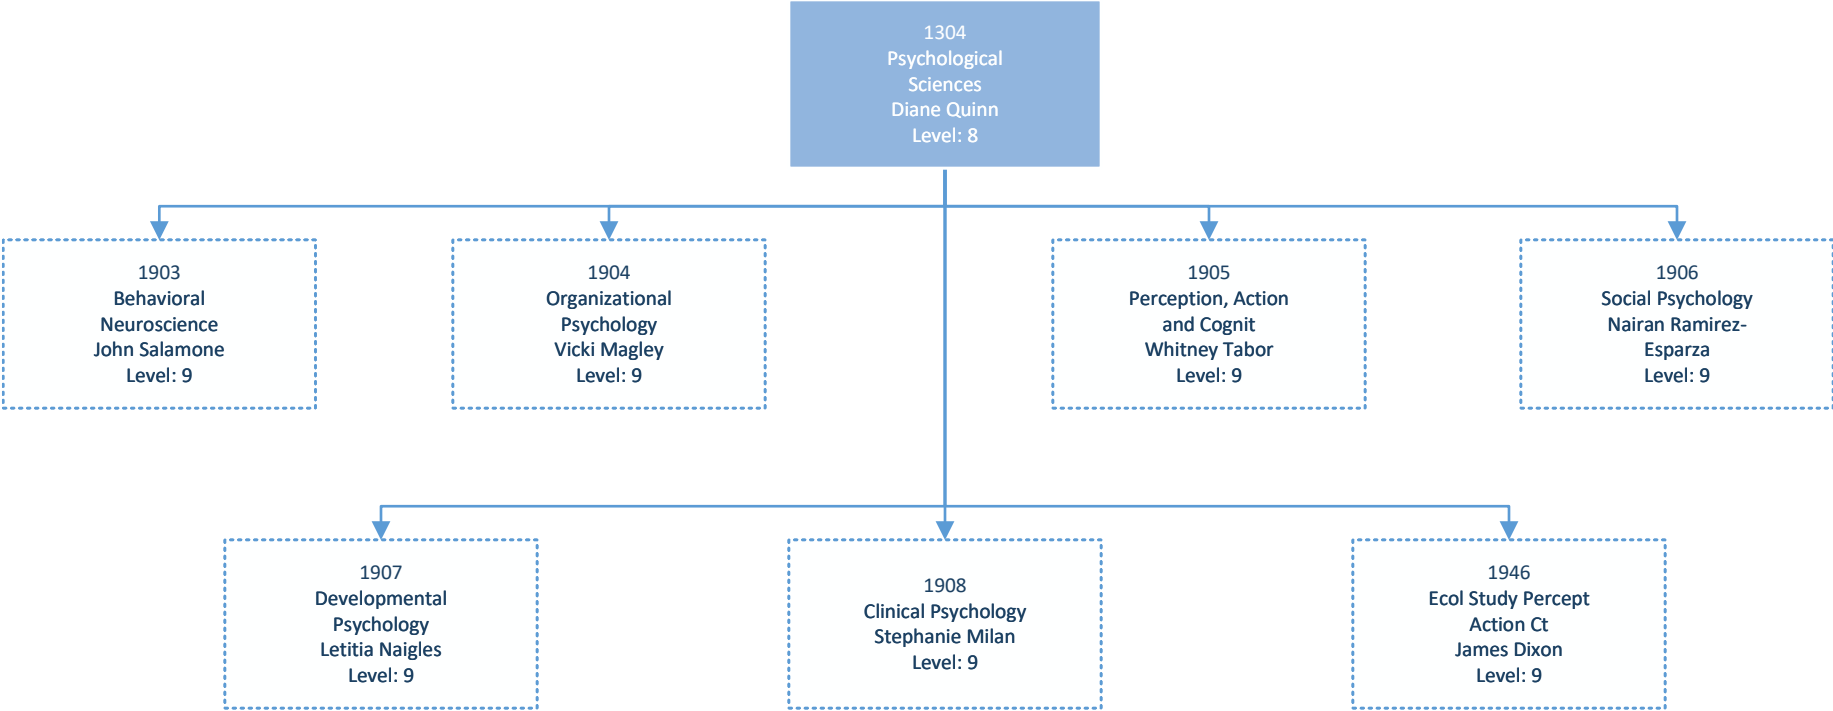 1304
Psychological
Sciences
Diane Quinn
Level: 8
1903
Behavioral
Neuroscience
John Salamone
Level: 9
1904
Organizational
Psychology
Vicki Magley
Level: 9
1905
Perception, Action
and Cognit
Whitney Tabor
Level: 9
1906
Social Psychology
Nairan Ramirez-
Esparza
Level: 9
1907
Developmental
Psychology
Letitia Naigles
Level: 9
1908
Clinical Psychology
Stephanie Milan
Level: 9
1946
Ecol Study Percept
Action Ct
James Dixon
Level: 9